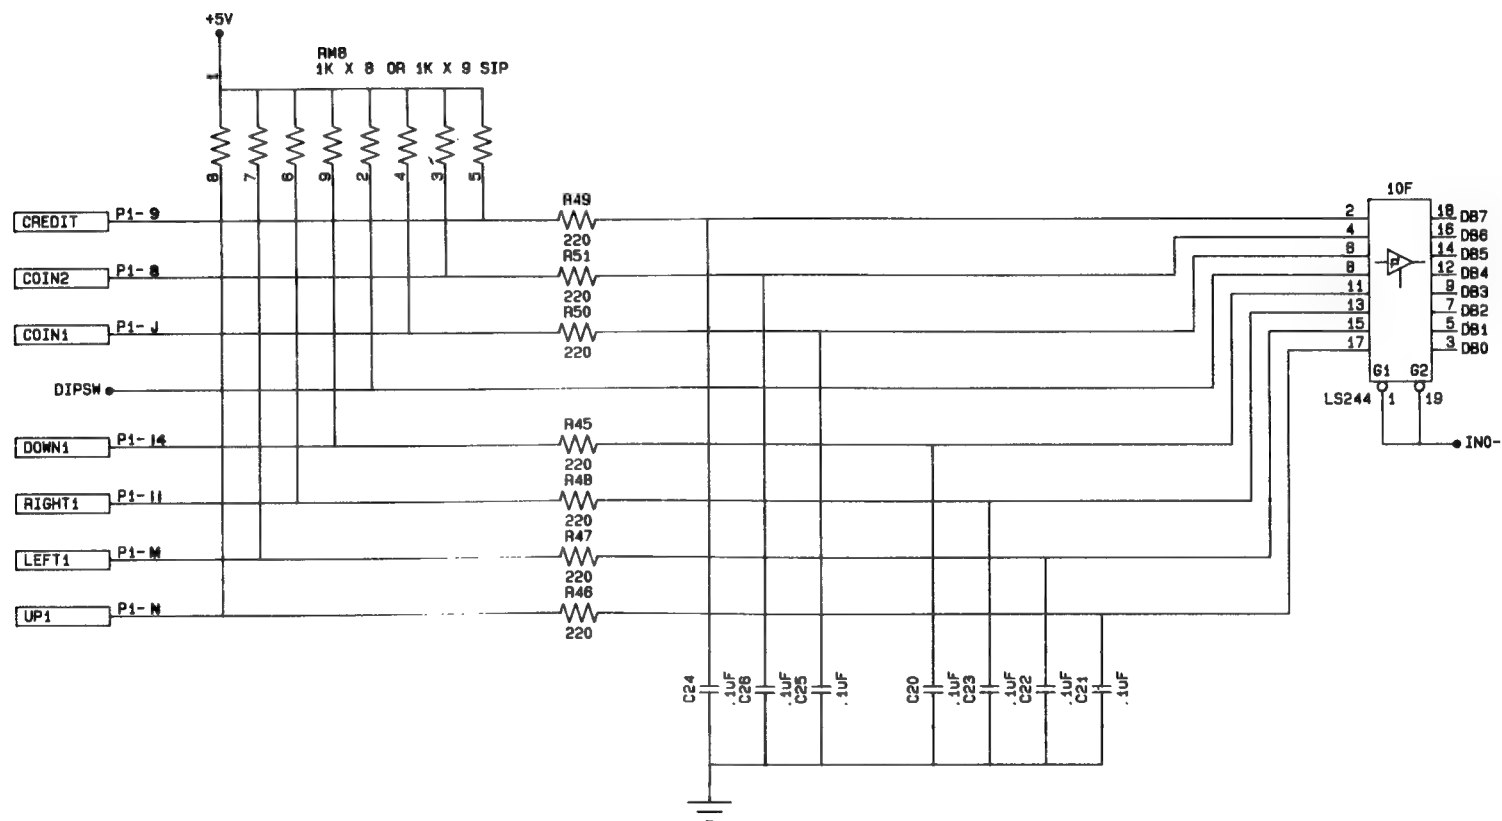 +5V
1
RM8
1K X 8 OR 1K X 9 SIP
8 7 6 9 2 4 3 5
CREDIT P1-9
R49
220
COIN2 P1-8
R51
220
COIN1 P1-J
R50
220
DIPSW
DOWN1 P1-14
R45
220
RIGHT1 P1-11
R48
220
LEFT1 P1-M
R47
220
UP1 P1-N
R46
220
10F
2 18 DB7
4 16 DB6
6 14 DB5
8 12 DB4
11 9 DB3
13 7 DB2
15 5 DB1
17 3 DB0
G1 G2
LS244 1 19
IN0-
C24 .1uF
C26 .1uF
C25 .1uF
C20 .1uF
C23 .1uF
C22 .1uF
C21 .1uF